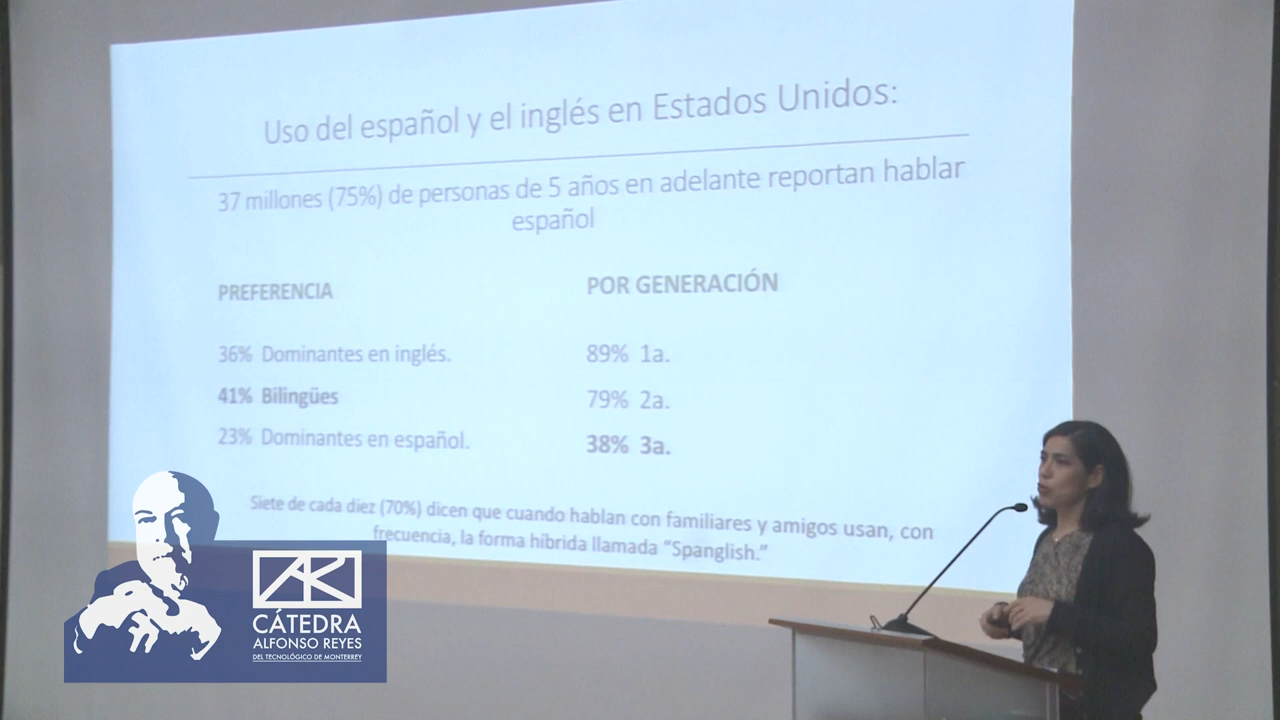 Uso del español y el inglés en Estados Unidos:
37 millones (75%) de personas de 5 años en adelante reportan hablar
español
PREFERENCIA
36% Dominantes en inglés.
41% Bilingües
23% Dominantes en español.
POR GENERACIÓN
89% 1a.
79% 2a.
38% 3a.
Siete de cada diez (70%) dicen que cuando hablan con familiares y amigos usan, con
frecuencia, la forma híbrida llamada “Spanglish.”
AR
CÁTEDRA
ALFONSO REYES
DEL TECNOLÓGICO DE MONTERREY